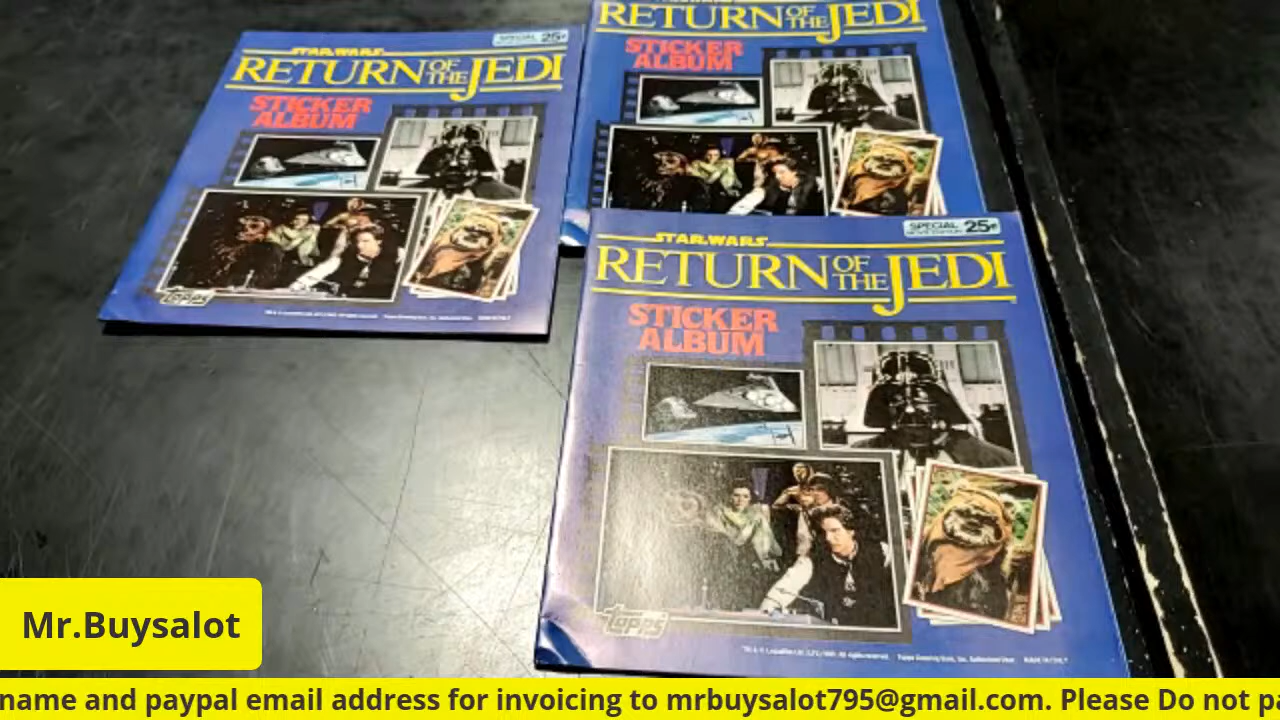 STAR WARS
RETURN OF THE JEDI
STICKER
ALBUM
SPECIAL 25¢
topps
RETURN OF THE JEDI
STICKER
ALBUM
SPECIAL 25¢
STAR WARS
RETURN OF THE JEDI
STICKER
ALBUM
topps
Mr.Buysalot
name and paypal email address for invoicing to mrbuysalot795@gmail.com. Please Do not pa